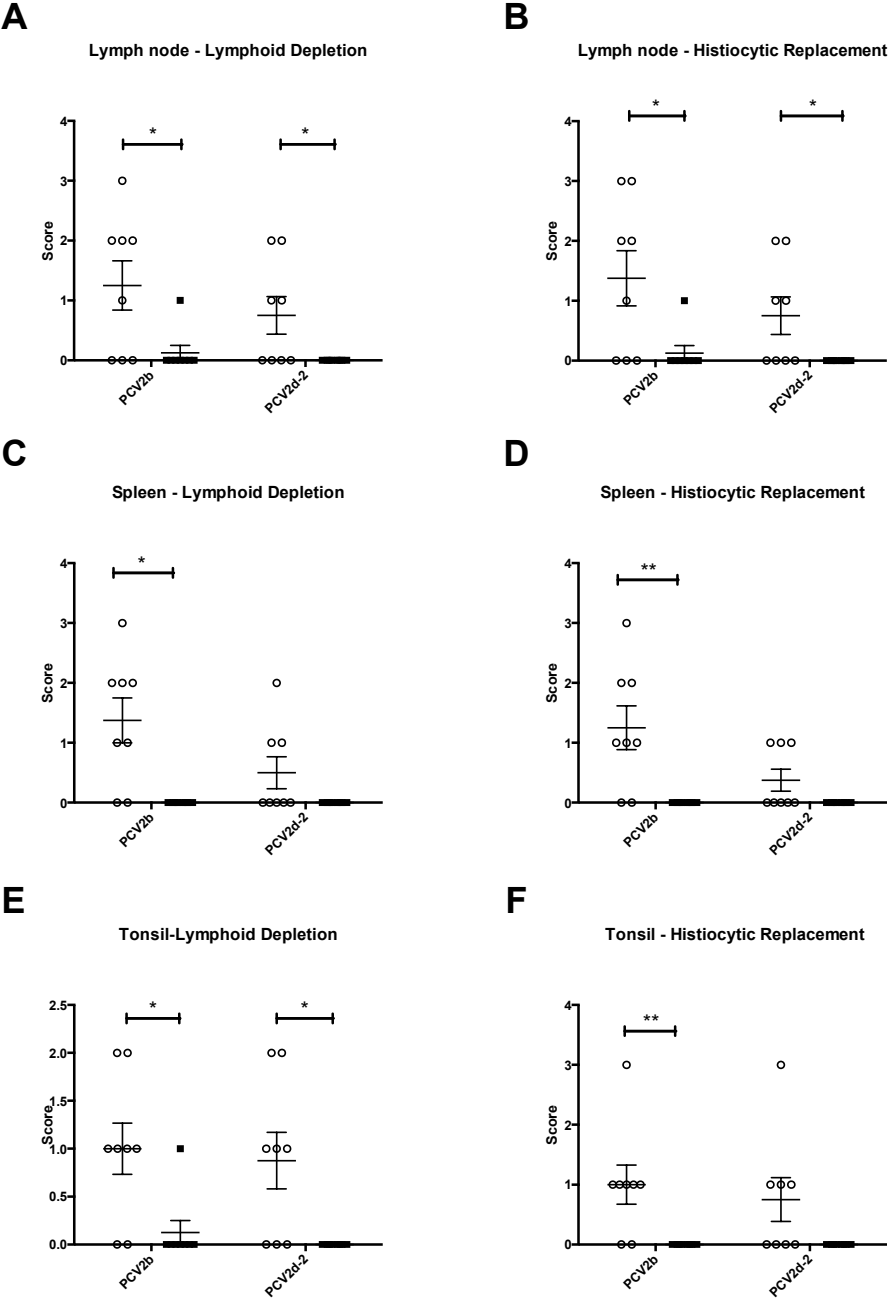 A
Lymph node - Lymphoid Depletion
*
*
4
3
2
1
0
Score
PCV2b
PCV2d-2
B
Lymph node - Histiocytic Replacement
*
*
4
3
2
1
0
Score
PCV2b
PCV2d-2
C
Spleen - Lymphoid Depletion
*
4
3
2
1
0
Score
PCV2b
PCV2d-2
D
Spleen - Histiocytic Replacement
**
4
3
2
1
0
Score
PCV2b
PCV2d-2
E
Tonsil-Lymphoid Depletion
*
*
2.5
2.0
1.5
1.0
0.5
0.0
Score
PCV2b
PCV2d-2
F
Tonsil - Histiocytic Replacement
**
4
3
2
1
0
Score
PCV2b
PCV2d-2